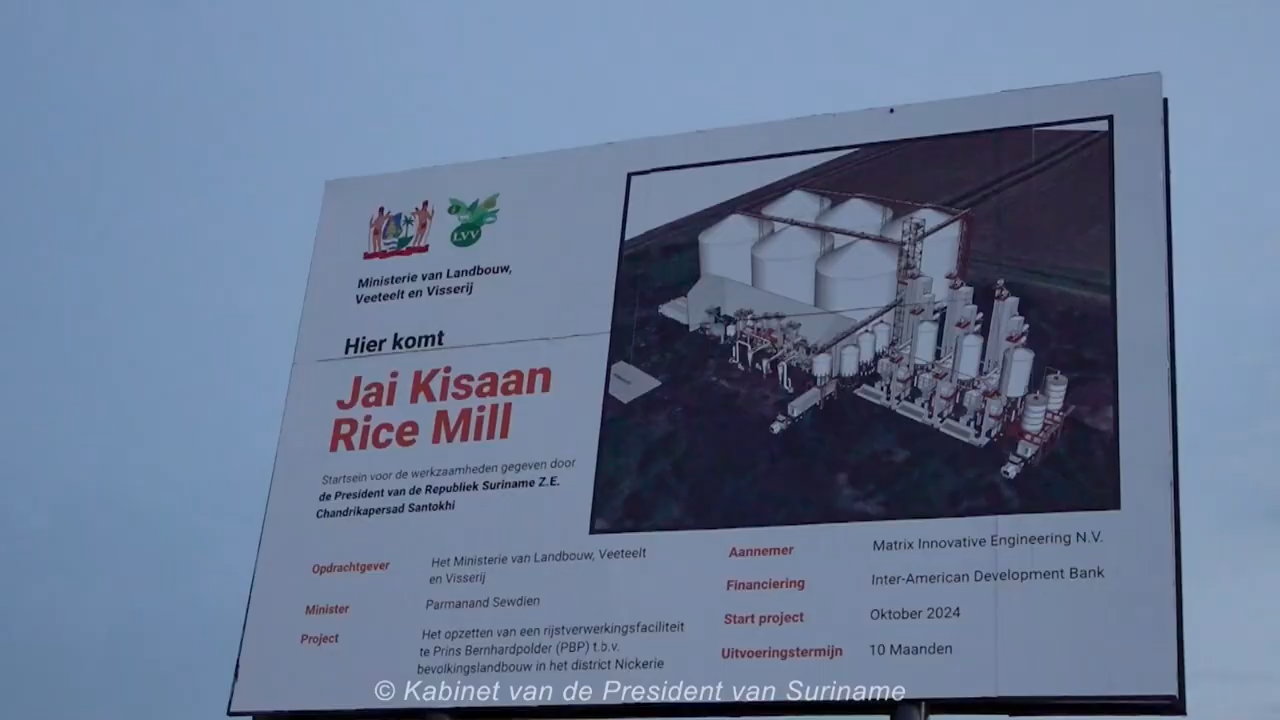 LVV
Ministerie van Landbouw,
Veeteelt en Visserij
Hier komt
Jai Kisaan
Rice Mill
Startsein voor de werkzaamheden gegeven door
de President van de Republiek Suriname Z.E.
Chandrikapersad Santokhi
Opdrachtgever
Het Ministerie van Landbouw, Veeteelt
en Visserij
Minister
Parmanand Sewdien
Project
Het opzetten van een rijstverwerkingsfaciliteit
te Prins Bernhardpolder (PBP) t.b.v.
bevolkingslandbouw in het district Nickerie
Aannemer
Matrix Innovative Engineering N.V.
Financiering
Inter-American Development Bank
Start project
Oktober 2024
Uitvoeringstermijn
10 Maanden
© Kabinet van de President van Suriname